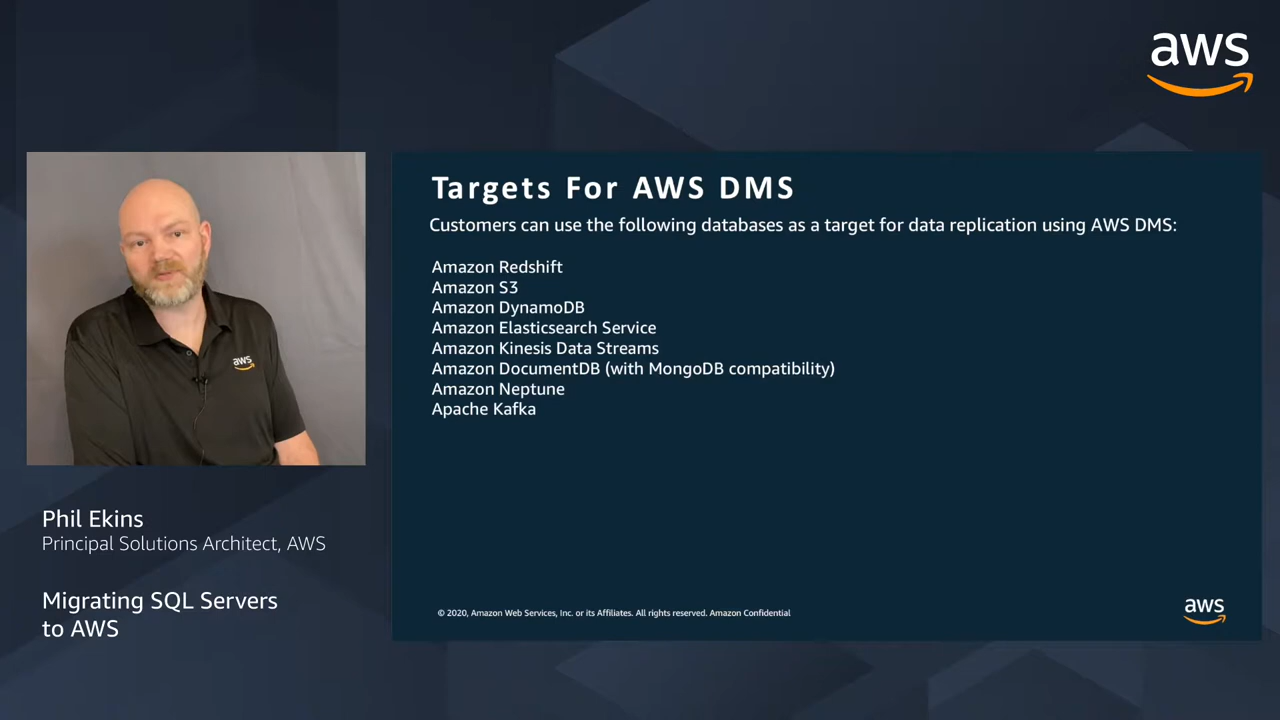 aws
Targets For AWS DMS
Customers can use the following databases as a target for data replication using AWS DMS:
Amazon Redshift
Amazon S3
Amazon DynamoDB
Amazon Elasticsearch Service
Amazon Kinesis Data Streams
Amazon DocumentDB (with MongoDB compatibility)
Amazon Neptune
Apache Kafka
© 2020, Amazon Web Services, Inc. or its Affiliates. All rights reserved. Amazon Confidential
aws
aws
Phil Ekins
Principal Solutions Architect, AWS
Migrating SQL Servers
to AWS